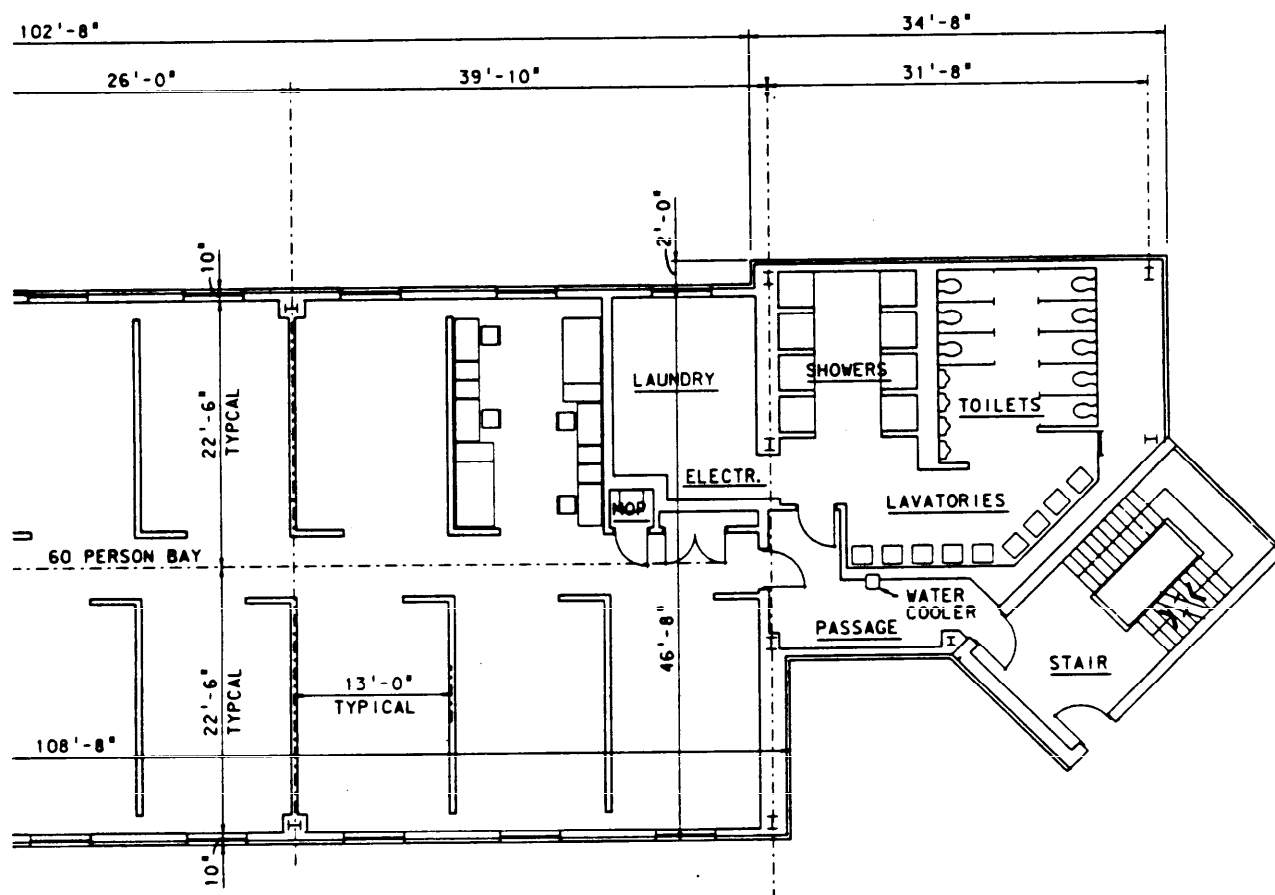 102'-8"
34'-8"
26'-0"
39'-10"
31'-8"
2'-0"
10"
22'-6"
TYPCAL
LAUNDRY
SHOWERS
TOILETS
ELECTR.
MOP
LAVATORIES
60 PERSON BAY
WATER
COOLER
PASSAGE
STAIR
46'-8"
22'-6"
TYPCAL
13'-0"
TYPICAL
108'-8"
10"